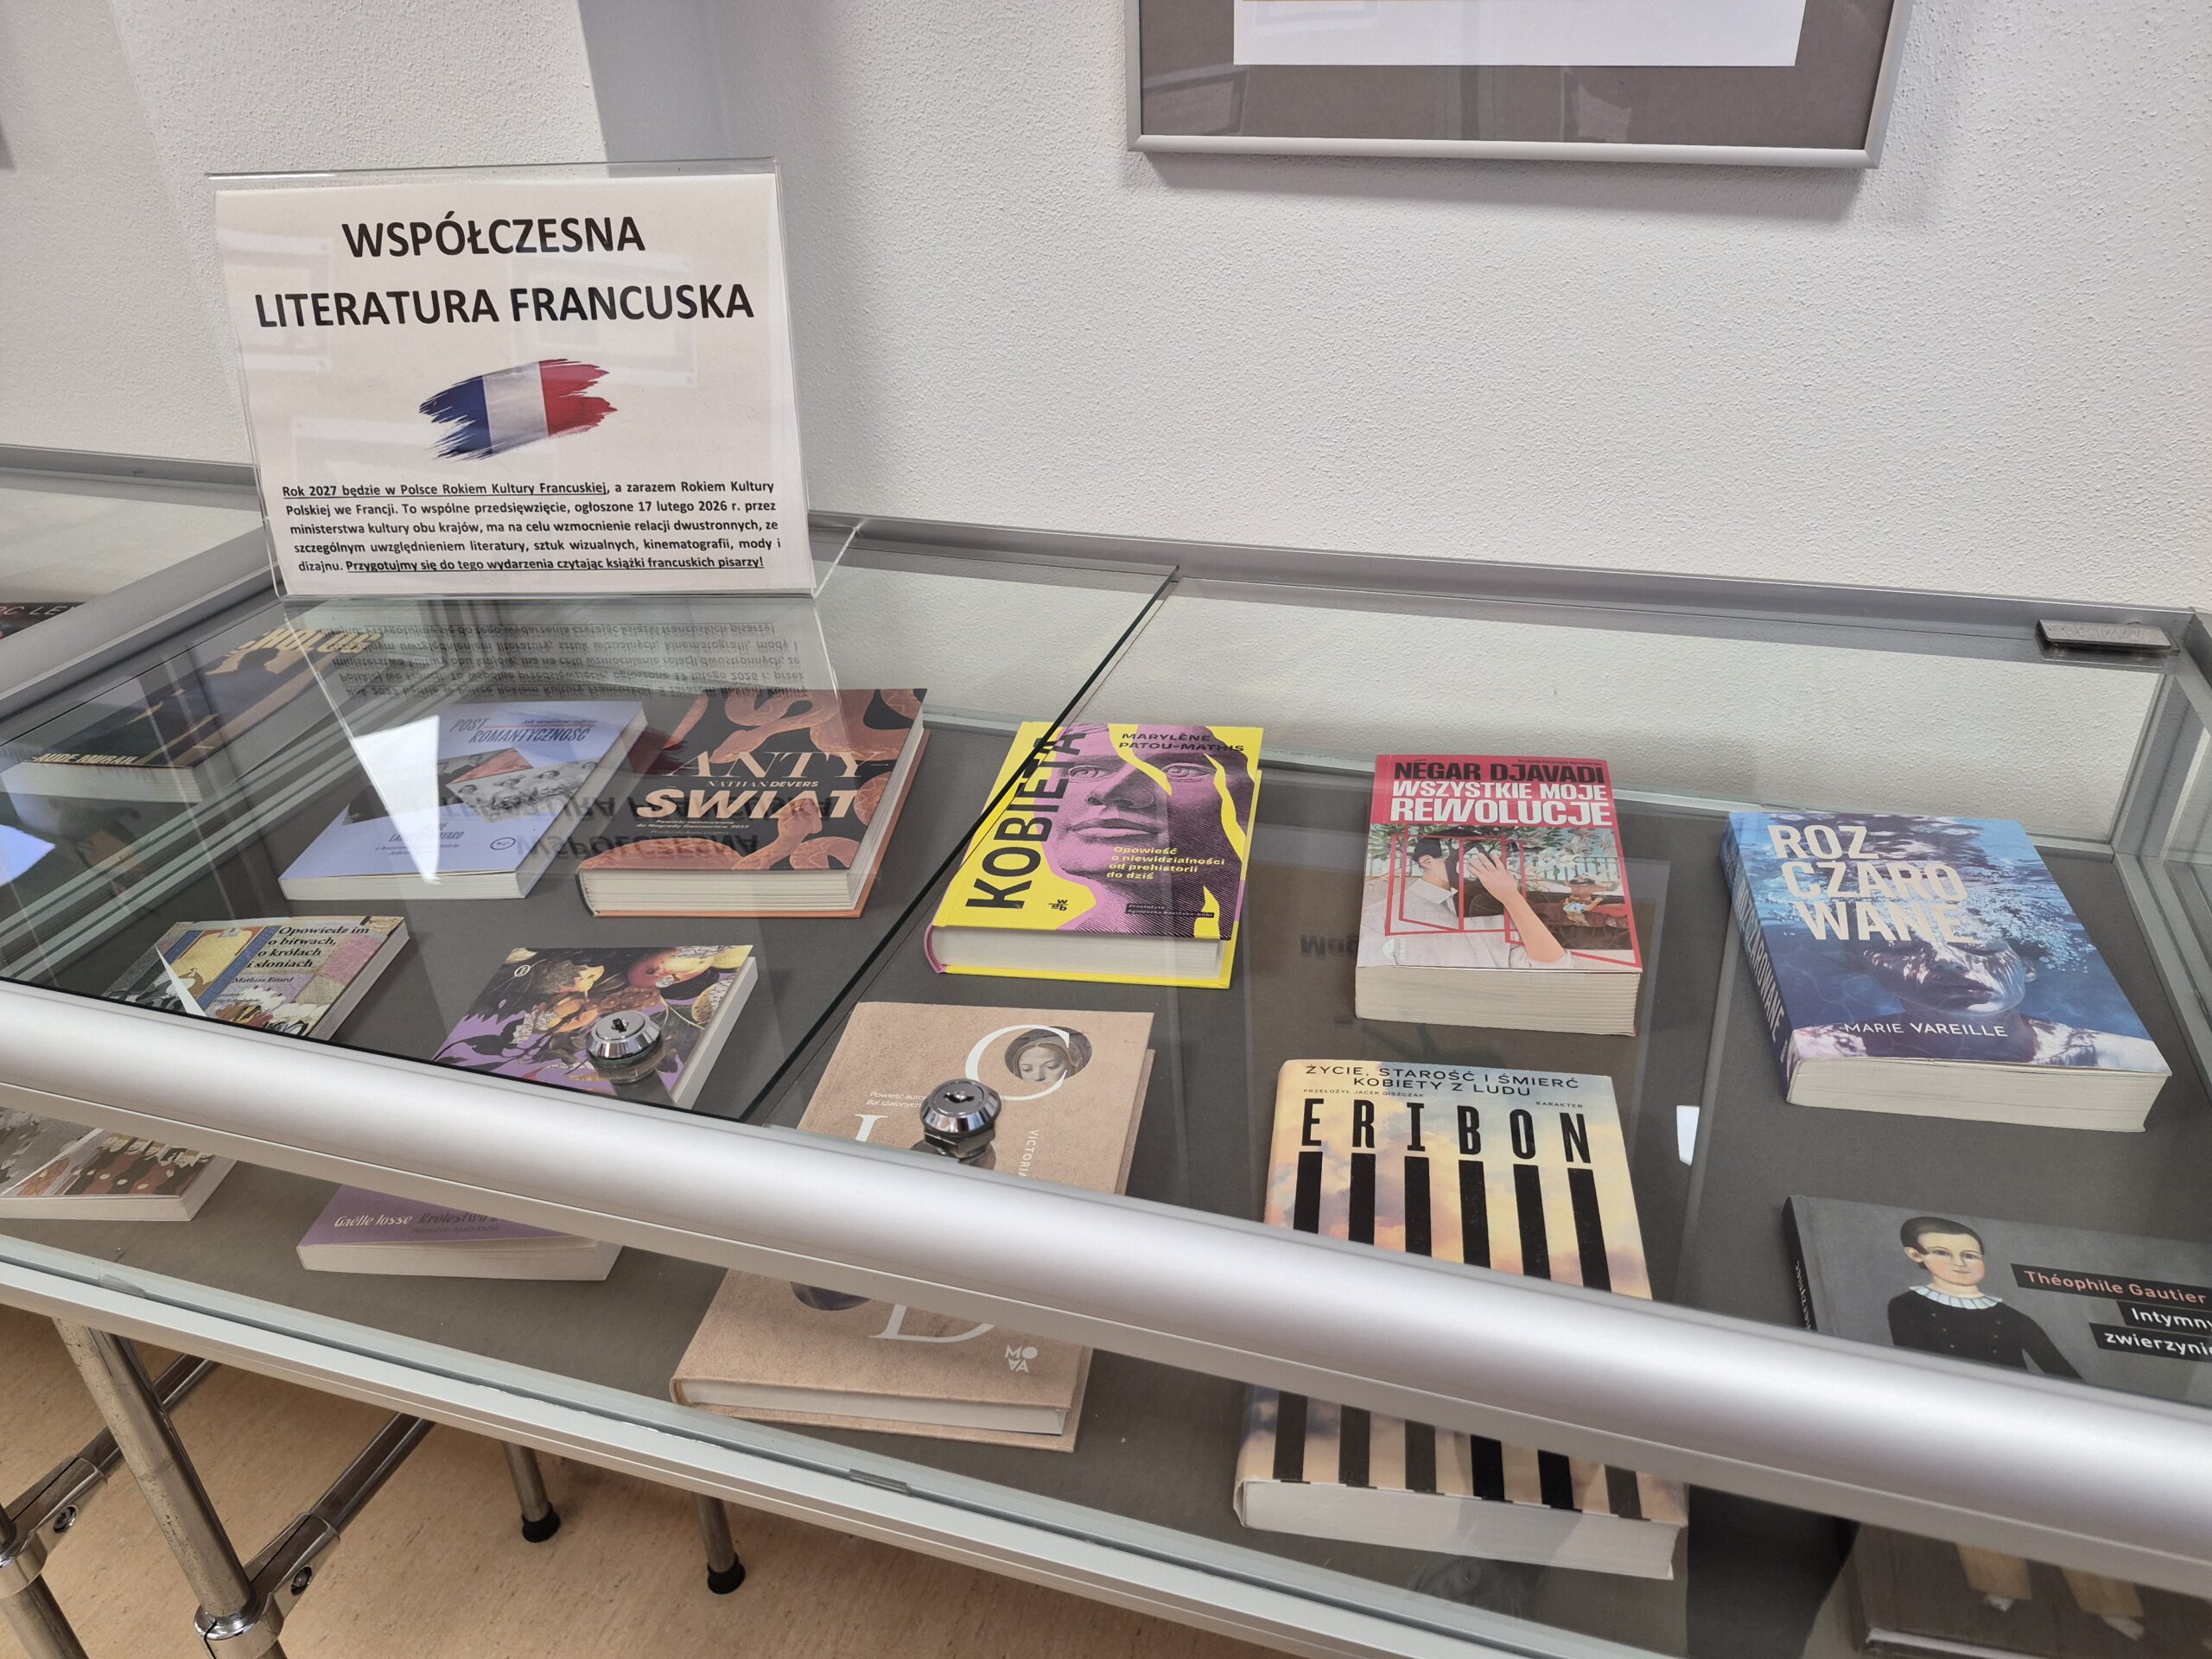 WSPÓŁCZESNA
LITERATURA FRANCUSKA
Rok 2027 będzie w Polsce Rokiem Kultury Francuskiej, a zarazem Rokiem Kultury
Polskiej we Francji. To wspólne przedsięwzięcie, ogłoszone 17 lutego 2026 r. przez
ministerstwa kultury obu krajów, ma na celu wzmocnienie relacji dwustronnych, ze
szczególnym uwzględnieniem literatury, sztuk wizualnych, kinematografii, mody i
dizajnu. Przygotujmy się do tego wydarzenia czytając książki francuskich pisarzy!
POST
ROMANTYCZNOŚĆ
ANTY-
NATHAN DEVERS
ŚWIAT
KOBIETA
MARYLÈNE
PATOU-MATHIS
Opowieść
o niewidzialności
od prehistorii
do dziś
NÉGAR DJAVADI
WSZYSTKIE MOJE
REWOLUCJE
ROZ
CZARO
WANE
MARIE VAREILLE
Opowiedz im
o bitwach,
o królach
i słoniach
Mathias Enard
Gaëlle Josse Królestwo
Powieść
VICTORIA
MOVA
ŻYCIE, STAROŚĆ I ŚMIERĆ
KOBIETY Z LUDU
PRZEŁOŻYŁ JACEK GISZCZAK
KARAKTER
ERIBON
Théophile Gautier